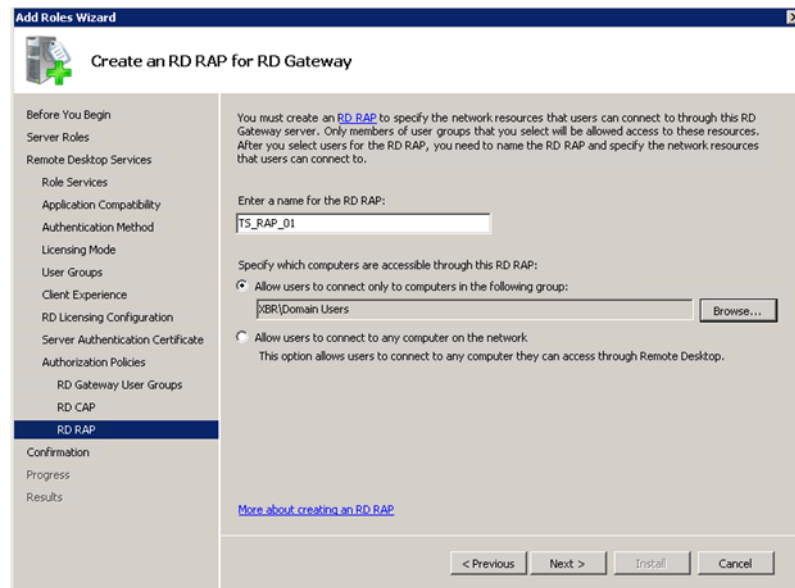 Add Roles Wizard
Create an RD RAP for RD Gateway
Before You Begin
Server Roles
Remote Desktop Services
Role Services
Application Compatibility
Authentication Method
Licensing Mode
User Groups
Client Experience
RD Licensing Configuration
Server Authentication Certificate
Authorization Policies
RD Gateway User Groups
RD CAP
RD RAP
Confirmation
Progress
Results
You must create an RD RAP to specify the network resources that users can connect to through this RD
Gateway server. Only members of user groups that you select will be allowed access to these resources.
After you select users for the RD RAP, you need to name the RD RAP and specify the network resources
that users can connect to.
Enter a name for the RD RAP:
TS_RAP_01
Specify which computers are accessible through this RD RAP:
Allow users to connect only to computers in the following group:
XBR\Domain Users
Browse...
Allow users to connect to any computer on the network
This option allows users to connect to any computer they can access through Remote Desktop.
More about creating an RD RAP
< Previous
Next >
Install
Cancel